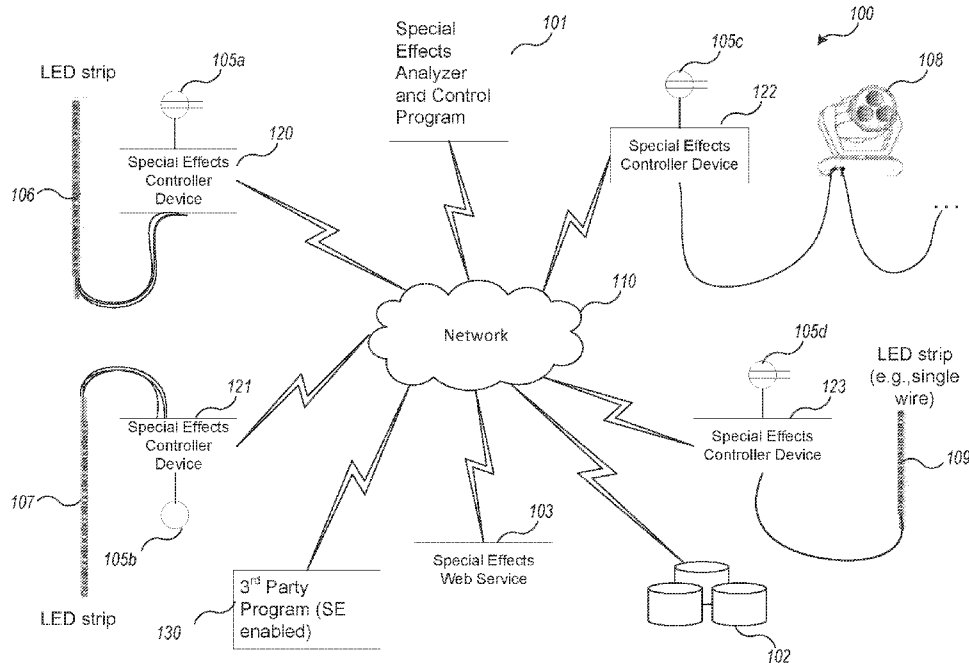 100
101
Special
Effects
Analyzer
and Control
Program
LED strip
105a
120
Special Effects
Controller
Device
106
105c
122
Special Effects
Controller Device
108
...
110
Network
121
Special Effects
Controller
Device
107
105b
LED strip
105d
123
Special Effects
Controller Device
LED strip
(e.g.,single
wire)
109
103
Special Effects
Web Service
3rd Party
Program (SE
enabled)
130
102